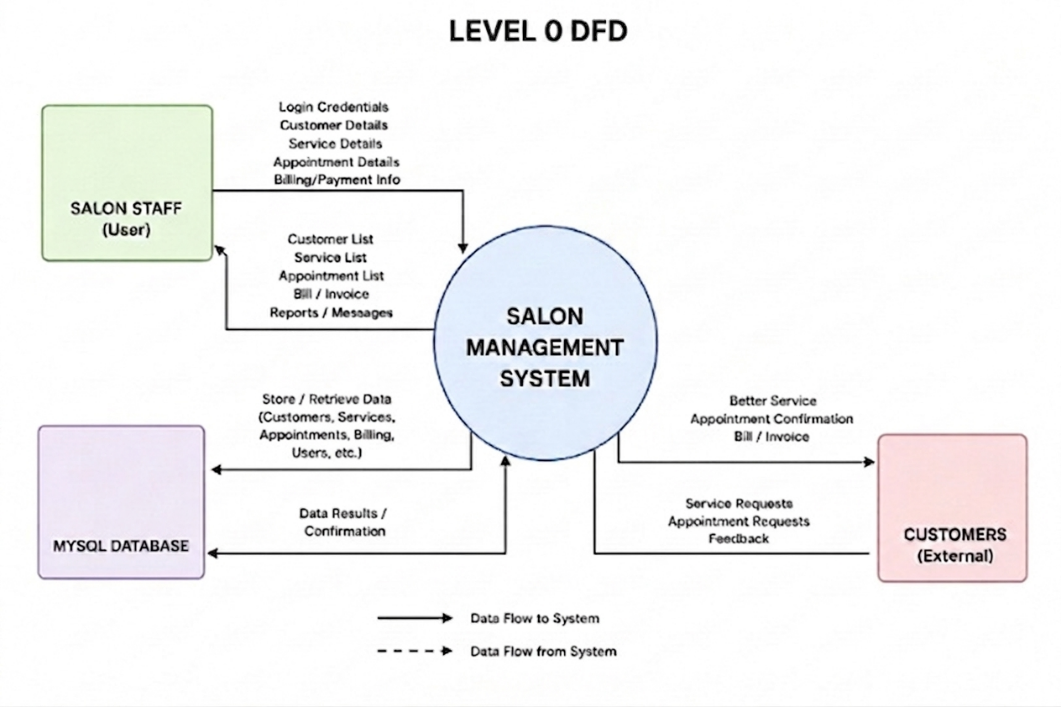 LEVEL 0 DFD
Login Credentials
Customer Details
Service Details
Appointment Details
Billing/Payment Info
SALON STAFF
(User)
Customer List
Service List
Appointment List
Bill / Invoice
Reports / Messages
SALON
MANAGEMENT
SYSTEM
Store / Retrieve Data
(Customers, Services,
Appointments, Billing,
Users, etc.)
Better Service
Appointment Confirmation
Bill / Invoice
MYSQL DATABASE
Data Results /
Confirmation
Service Requests
Appointment Requests
Feedback
CUSTOMERS
(External)
Data Flow to System
Data Flow from System